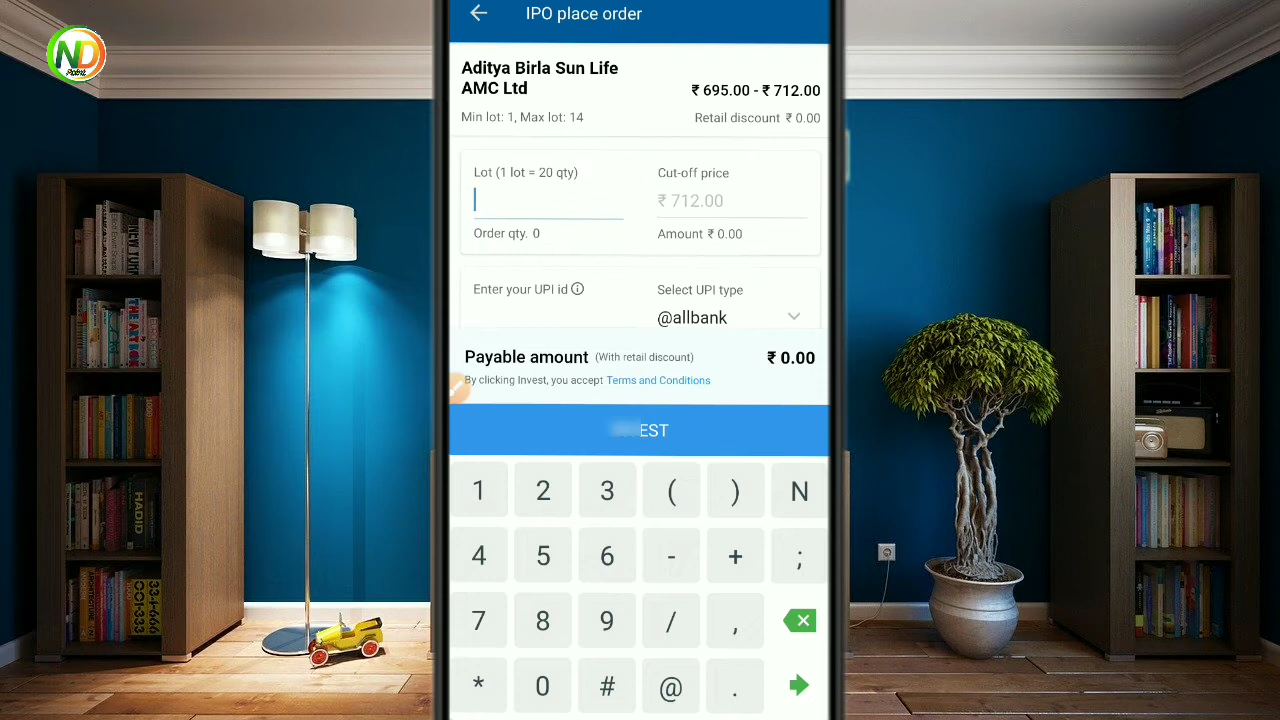 ND
Point
IPO place order
Aditya Birla Sun Life
AMC Ltd
₹ 695.00 - ₹ 712.00
Min lot: 1, Max lot: 14
Retail discount ₹ 0.00
Lot (1 lot = 20 qty)
Cut-off price
₹ 712.00
Order qty. 0
Amount ₹ 0.00
Enter your UPI id
Select UPI type
@allbank
Payable amount (With retail discount)
₹ 0.00
By clicking Invest, you accept Terms and Conditions
1 2 3 ( ) N
4 5 6 - + ;
7 8 9 / ,
* 0 # @ .
HADID